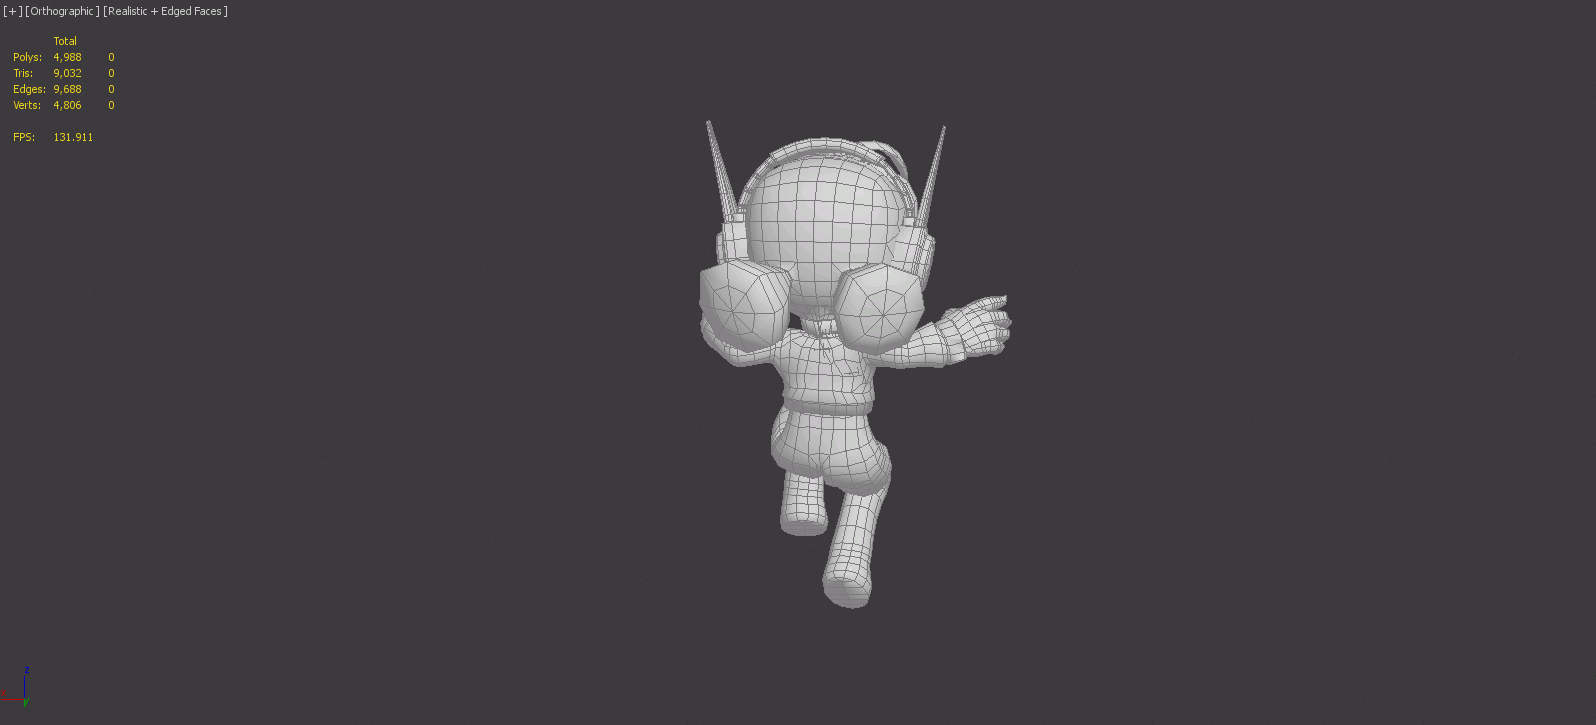 [+] [Orthographic] [Realistic + Edged Faces]
Total
Polys: 4,988 0
Tris: 9,032 0
Edges: 9,688 0
Verts: 4,806 0
FPS: 131.911
z
y